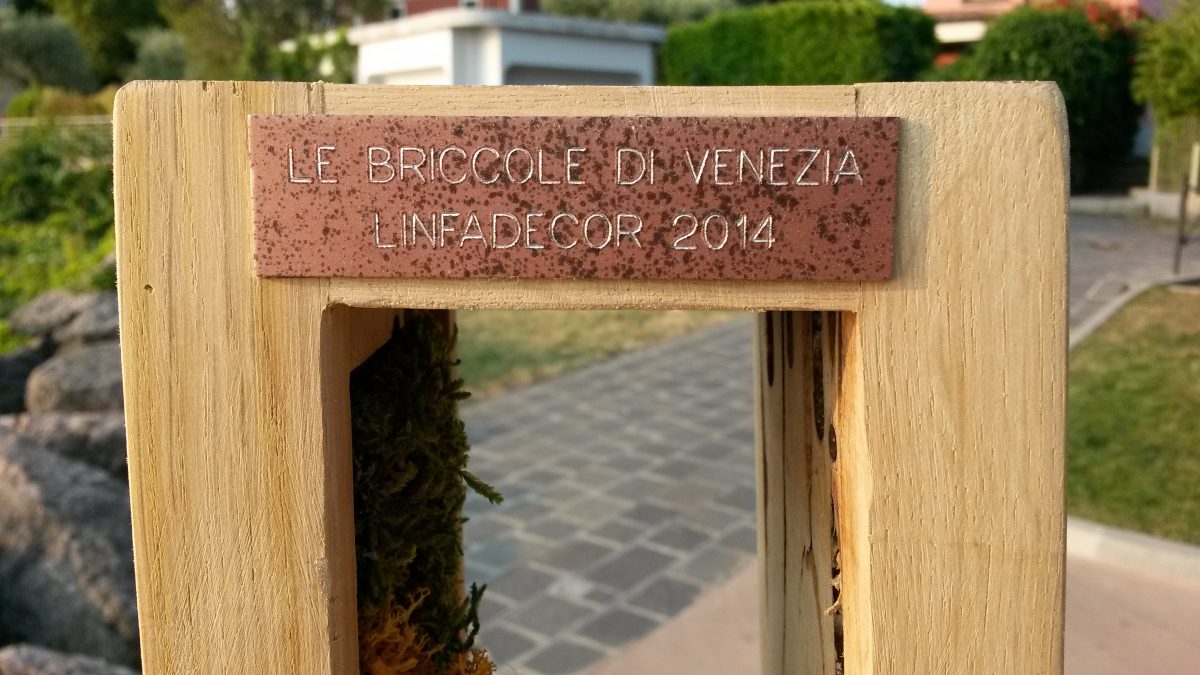 LE BRICCOLE DI VENEZIA
LINFADECOR 2014